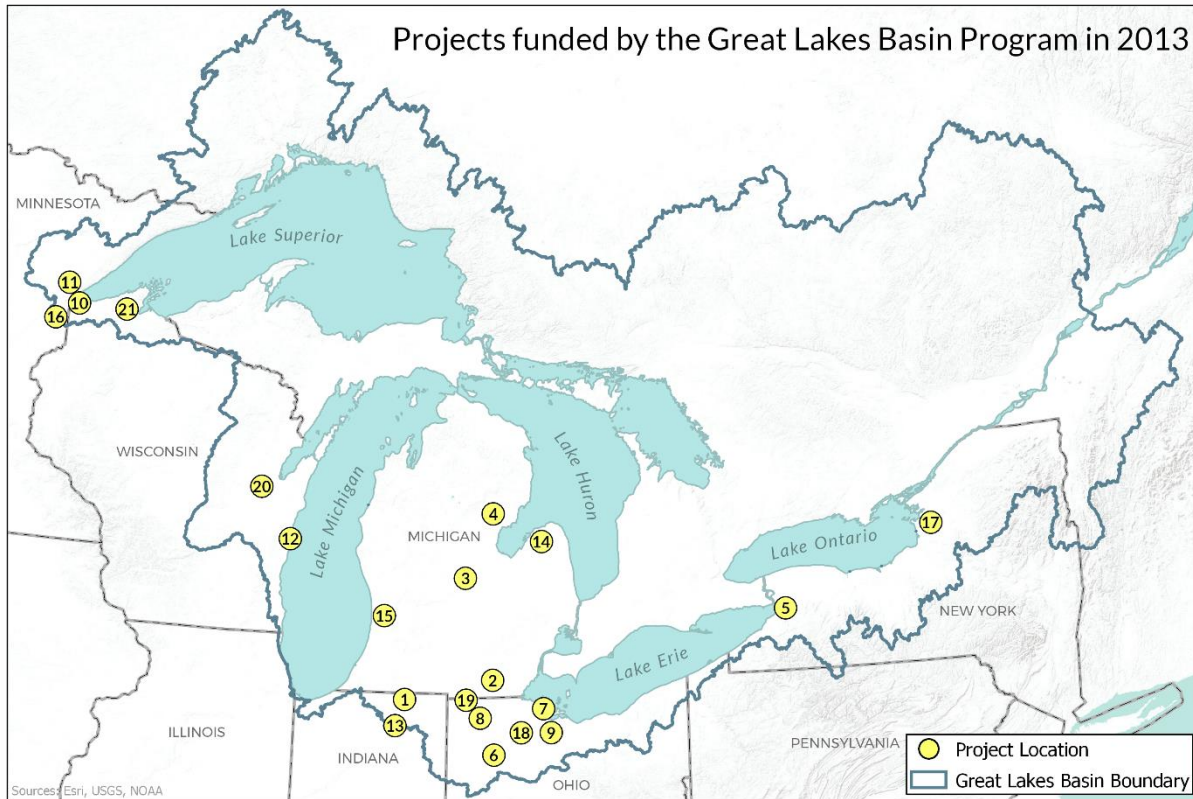 Projects funded by the Great Lakes Basin Program in 2013
MINNESOTA
Lake Superior
11
10
21
16
WISCONSIN
20
12
Lake Michigan
MICHIGAN
4
14
Lake Huron
3
15
Lake Ontario
17
5
NEW YORK
Lake Erie
2
1
19
7
8
13
18
9
6
ILLINOIS
INDIANA
OHIO
PENNSYLVANIA
Project Location
Great Lakes Basin Boundary
Sources: Esri, USGS, NOAA